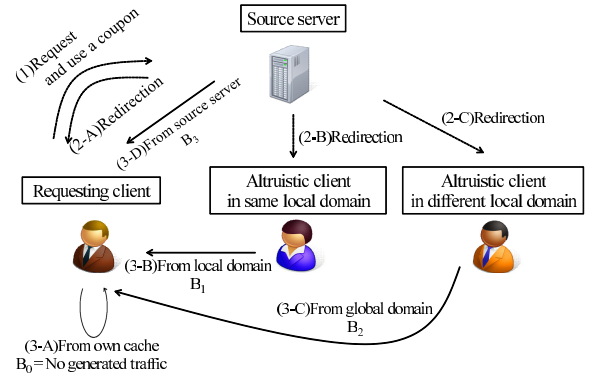 Source server
(1)Request
and use a coupon
(2-A)Redirection
(3-D)From source server
B3
(2-B)Redirection
(2-C)Redirection
Requesting client
Altruistic client
in same local domain
Altruistic client
in different local domain
(3-B)From local domain
B1
(3-C)From global domain
B2
(3-A)From own cache
B0 = No generated traffic